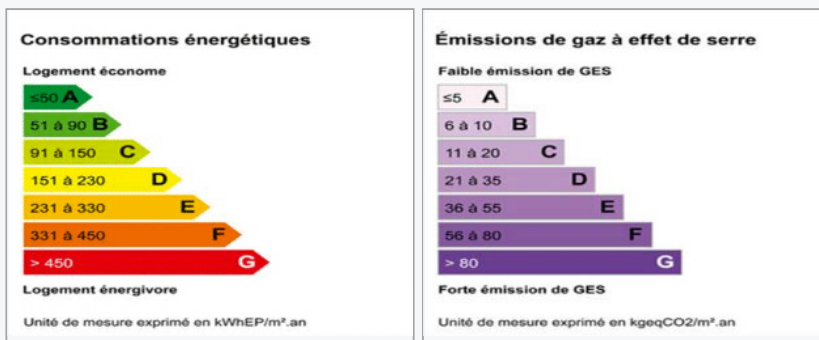 Consommations énergétiques
Logement économe
≤50 A
51 à 90 B
91 à 150 C
151 à 230 D
231 à 330 E
331 à 450 F
> 450 G
Logement énergivore
Unité de mesure exprimé en kWhEP/m².an
Émissions de gaz à effet de serre
Faible émission de GES
≤5 A
6 à 10 B
11 à 20 C
21 à 35 D
36 à 55 E
56 à 80 F
> 80 G
Forte émission de GES
Unité de mesure exprimé en kgeqCO2/m².an